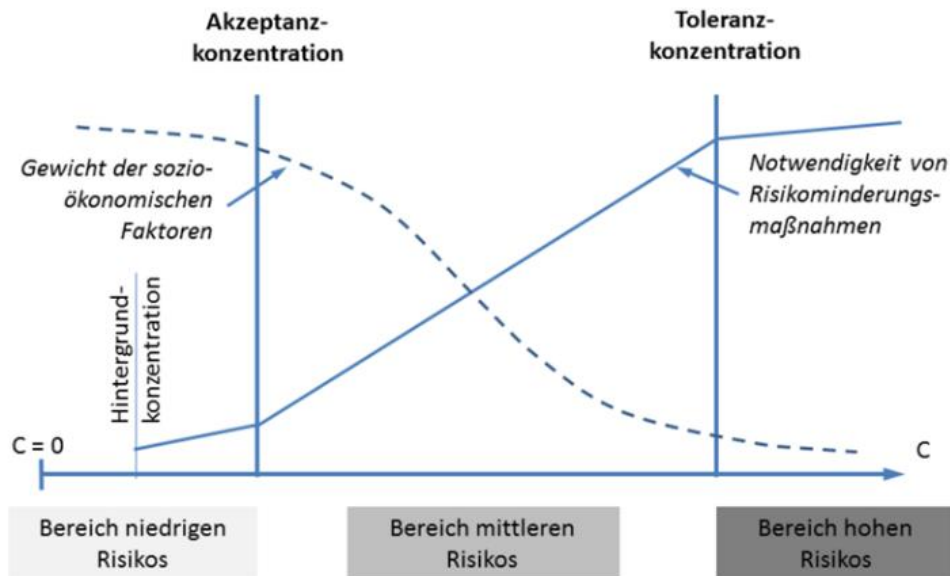 Akzeptanz-
konzentration
Toleranz-
konzentration
Gewicht der sozio-
ökonomischen
Faktoren
Notwendigkeit von
Risikominderungs-
maßnahmen
Hintergrund-
konzentration
C = 0
C
Bereich niedrigen
Risikos
Bereich mittleren
Risikos
Bereich hohen
Risikos